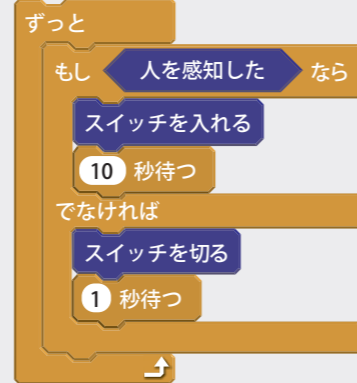 ずっと
もし 人を感知した なら
スイッチを入れる
10 秒待つ
でなければ
スイッチを切る
1 秒待つ